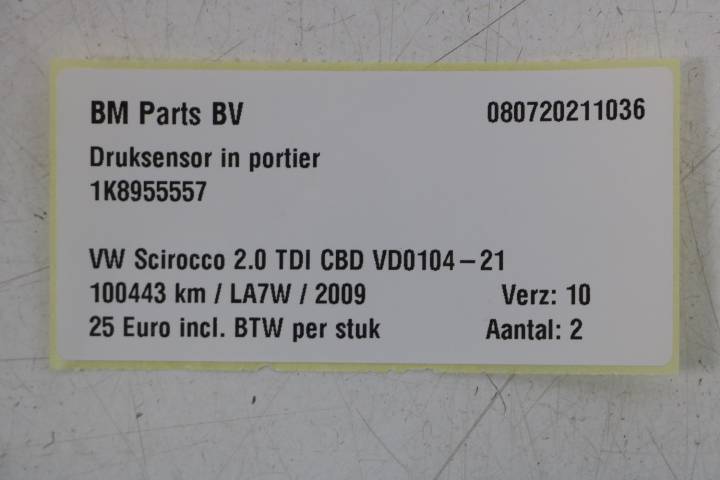 BM Parts BV 080720211036
Druksensor in portier
1K8955557
VW Scirocco 2.0 TDI CBD VD0104-21
100443 km / LA7W / 2009 Verz: 10
25 Euro incl. BTW per stuk Aantal: 2